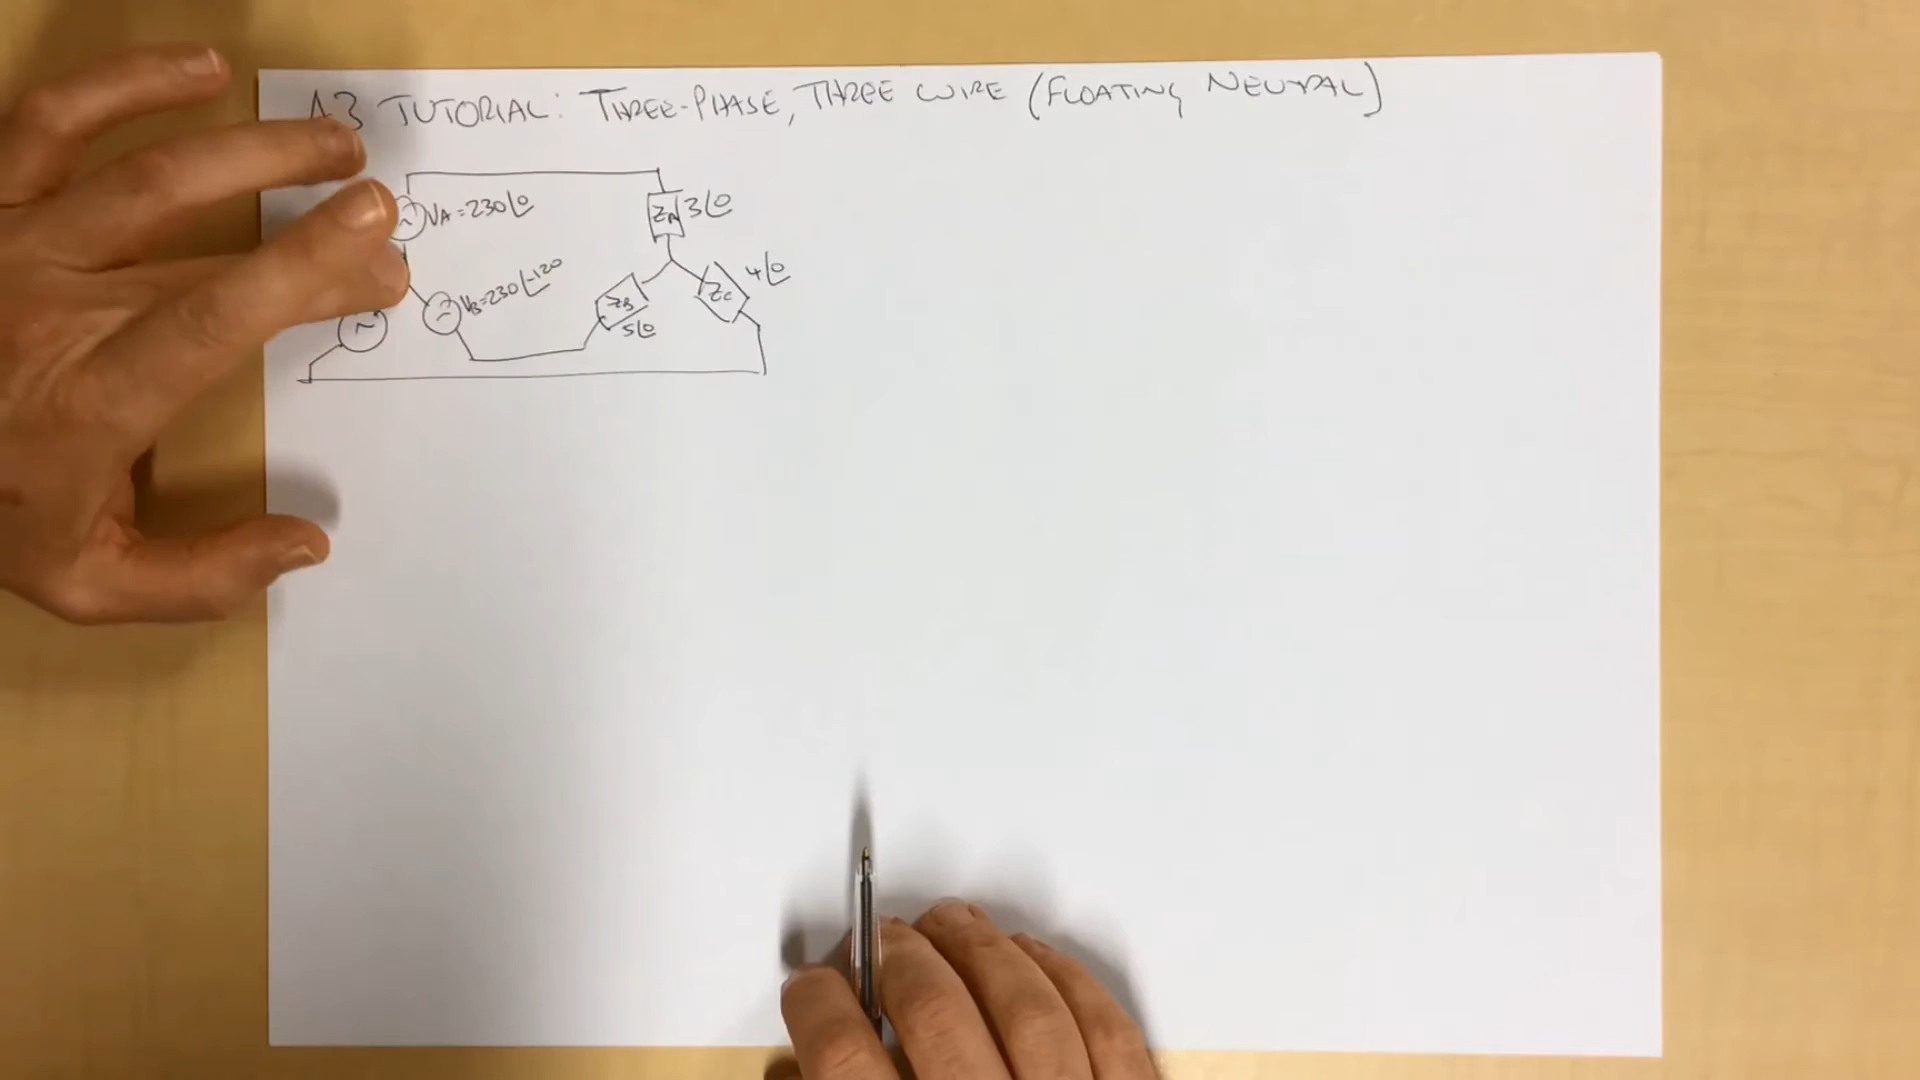 A3 TUTORIAL: THREE-PHASE, THREE WIRE (FLOATING NEUTRAL)
~ VA=230∠0
ZA 3∠0
~ VB=230∠-120
ZB
5∠0
ZC 4∠0
~